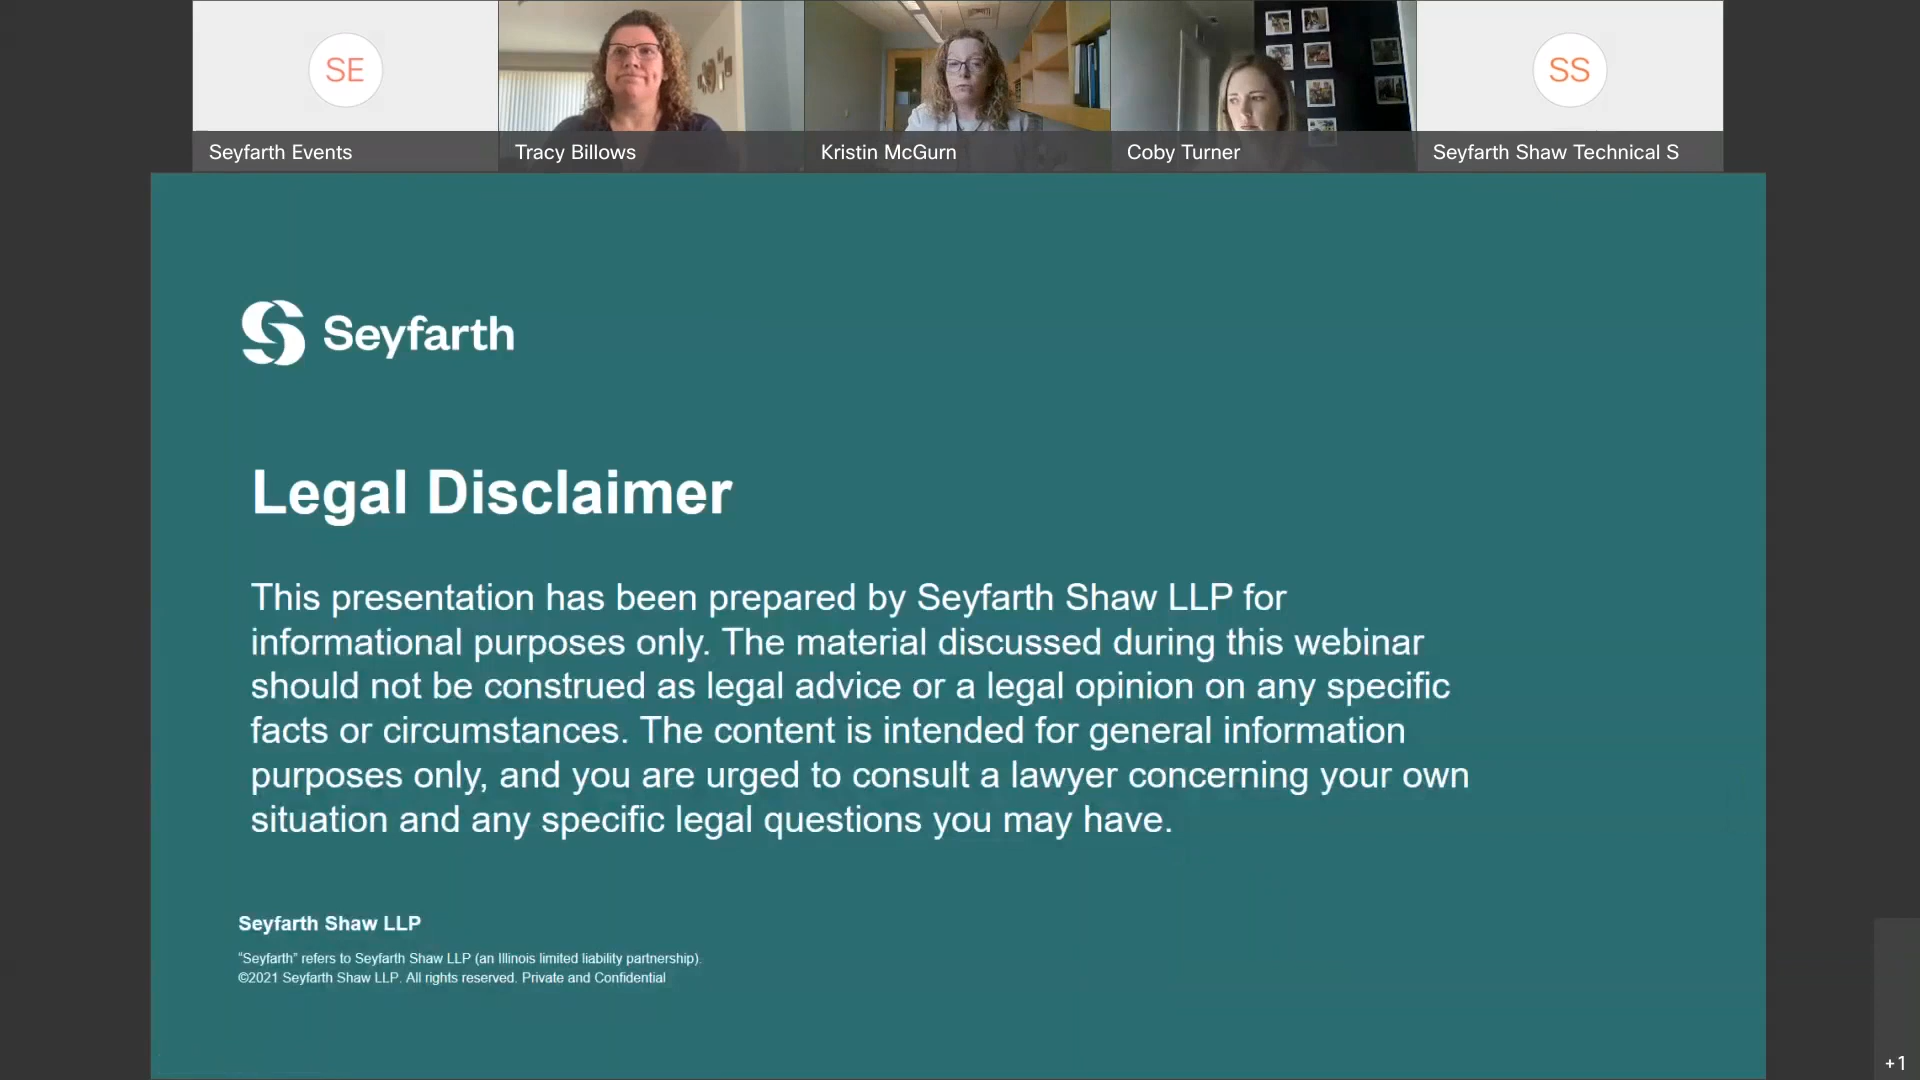 SE
SS
Seyfarth Events
Tracy Billows
Kristin McGurn
Coby Turner
Seyfarth Shaw Technical S
Seyfarth
Legal Disclaimer
This presentation has been prepared by Seyfarth Shaw LLP for
informational purposes only. The material discussed during this webinar
should not be construed as legal advice or a legal opinion on any specific
facts or circumstances. The content is intended for general information
purposes only, and you are urged to consult a lawyer concerning your own
situation and any specific legal questions you may have.
Seyfarth Shaw LLP
“Seyfarth” refers to Seyfarth Shaw LLP (an Illinois limited liability partnership).
©2021 Seyfarth Shaw LLP. All rights reserved. Private and Confidential
+1